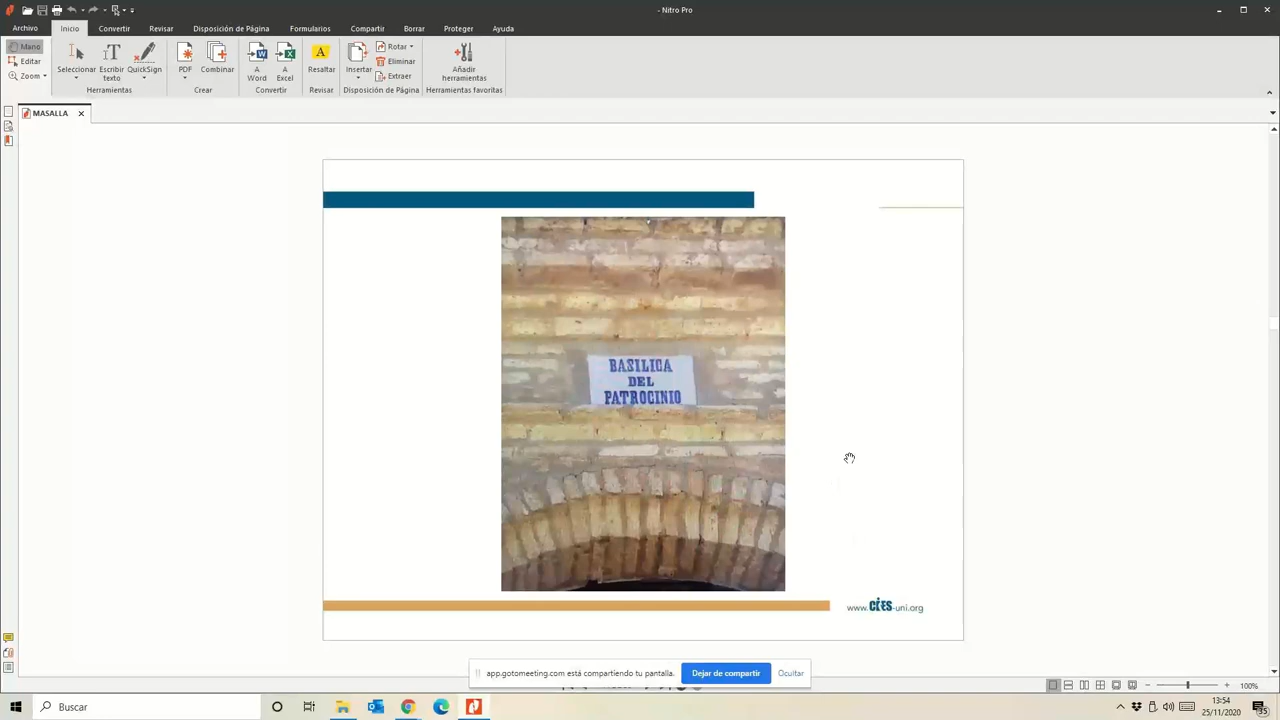 - Nitro Pro
Archivo Inicio Convertir Revisar Disposición de Página Formularios Compartir Borrar Proteger Ayuda
Mano
Editar
Zoom
Seleccionar
Escribir texto
QuickSign
Herramientas
PDF
Combinar
Crear
A Word
A Excel
Convertir
A
Resaltar
Revisar
Insertar
Rotar
Eliminar
Extraer
Disposición de Página
Añadir herramientas
Herramientas favoritas
MASALLA
BASILICA
DEL
PATROCINIO
www.cies-uni.org
app.gotometing.com está compartiendo tu pantalla. Dejar de compartir Ocultar
100%
Buscar
13:54
25/11/2020